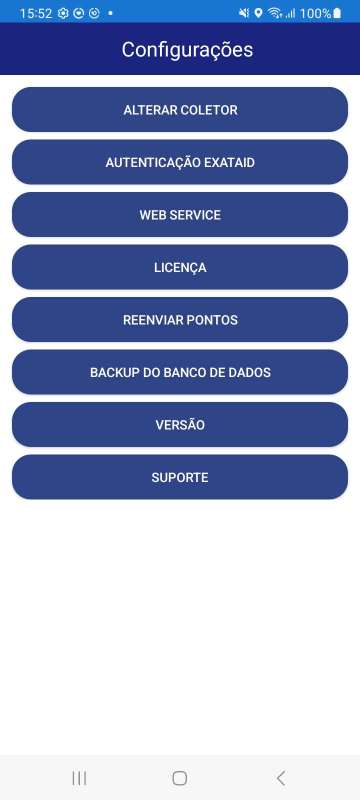 15:52 100%
Configurações
ALTERAR COLETOR
AUTENTICAÇÃO EXATAID
WEB SERVICE
LICENÇA
REENVIAR PONTOS
BACKUP DO BANCO DE DADOS
VERSÃO
SUPORTE